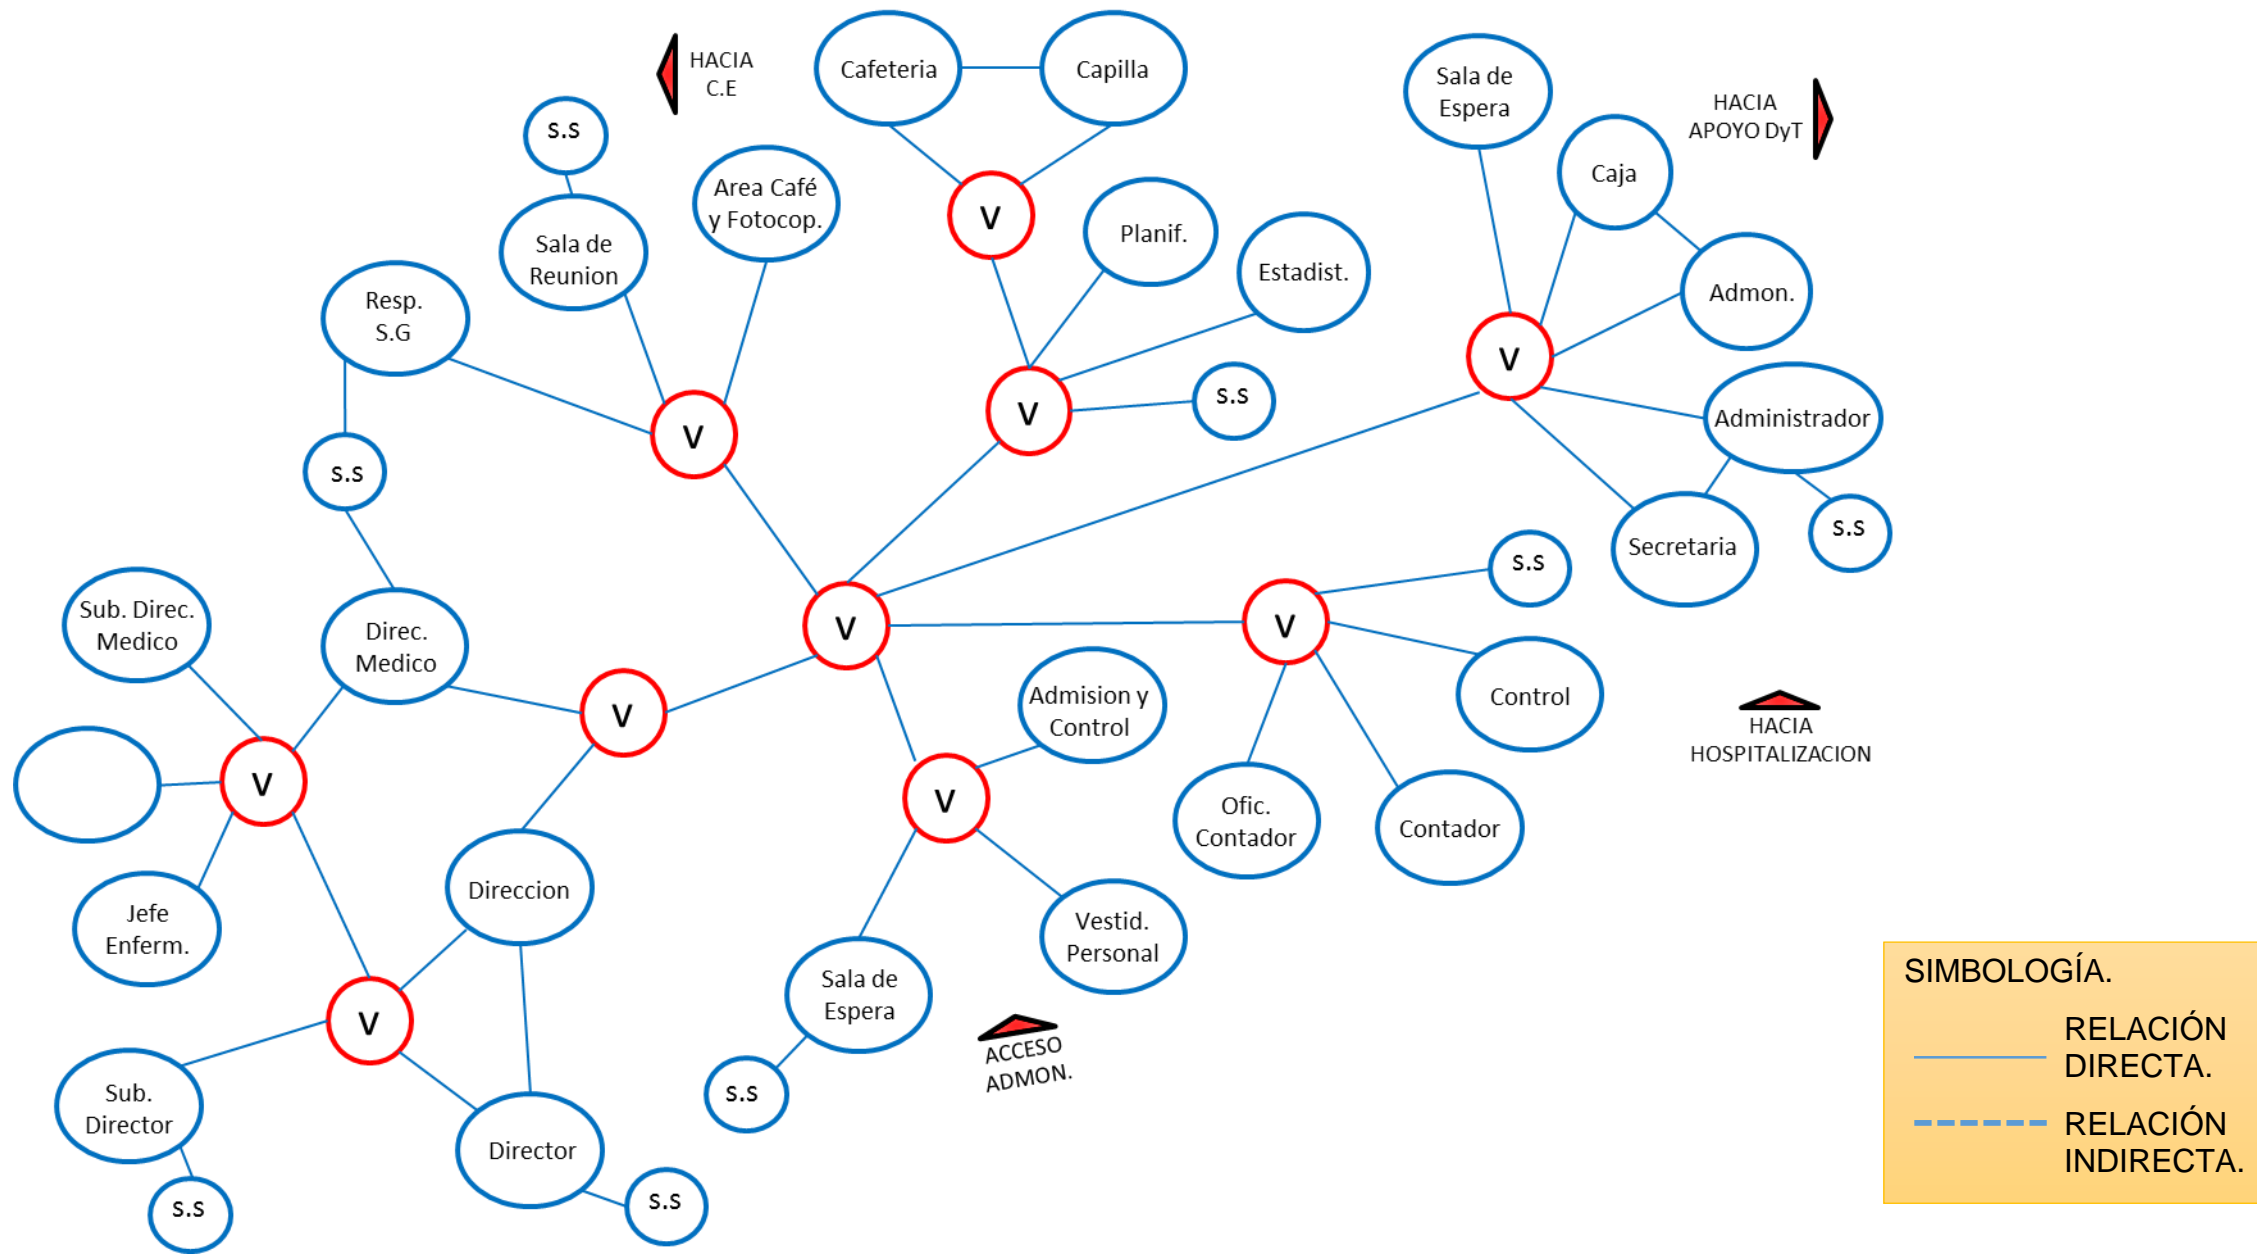 HACIA
C.E
Cafeteria
Capilla
Sala de
Espera
HACIA
APOYO DyT
s.s
Caja
Area Café
y Fotocop.
V
Planif.
Sala de
Reunion
Estadist.
Admon.
Resp.
S.G
V
V
V
s.s
Administrador
s.s
Secretaria
s.s
s.s
Sub. Direc.
Medico
Direc.
Medico
V
V
Control
Admision y
Control
V
HACIA
HOSPITALIZACION
V
V
Ofic.
Contador
Contador
Direccion
Jefe
Enferm.
Vestid.
Personal
Sala de
Espera
V
ACCESO
ADMON.
s.s
Sub.
Director
Director
s.s
s.s
SIMBOLOGÍA.
RELACIÓN
DIRECTA.
RELACIÓN
INDIRECTA.